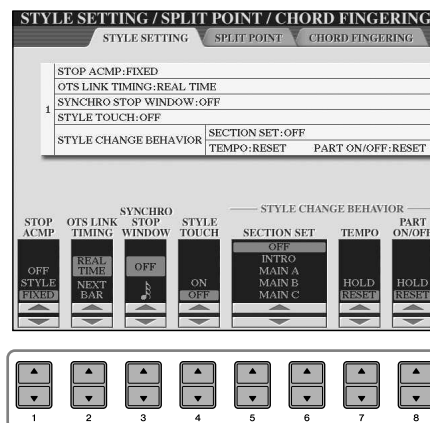 STYLE SETTING / SPLIT POINT / CHORD FINGERING
STYLE SETTING SPLIT POINT CHORD FINGERING
1
STOP ACMP:FIXED
OTS LINK TIMING:REAL TIME
SYNCHRO STOP WINDOW:OFF
STYLE TOUCH:OFF
STYLE CHANGE BEHAVIOR
SECTION SET:OFF
TEMPO:RESET PART ON/OFF:RESET
STOP ACMP
OFF
STYLE
FIXED
OTS LINK TIMING
REAL TIME
NEXT BAR
SYNCHRO STOP WINDOW
OFF
STYLE TOUCH
ON
OFF
STYLE CHANGE BEHAVIOR
SECTION SET
OFF
INTRO
MAIN A
MAIN B
MAIN C
TEMPO
HOLD
RESET
PART ON/OFF
HOLD
RESET
1 2 3 4 5 6 7 8